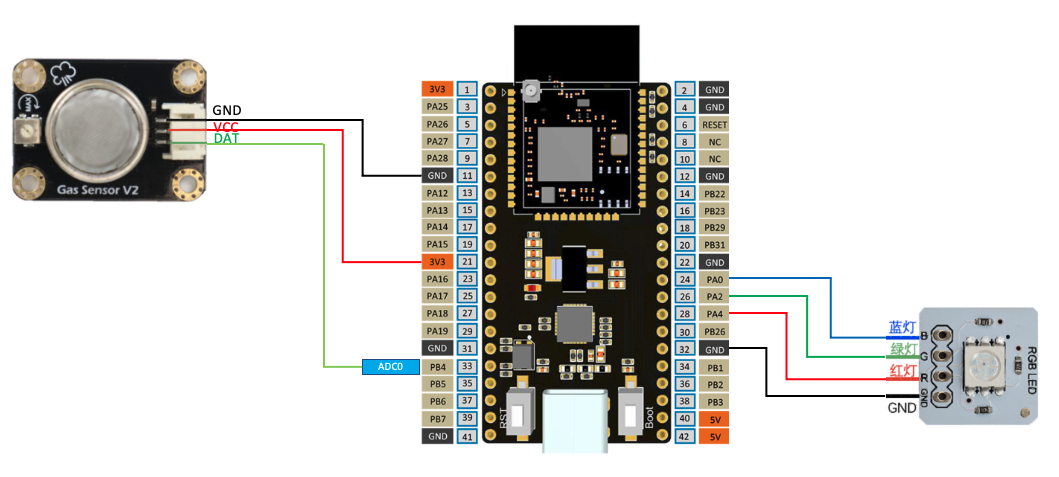 MAX
Gas Sensor V2
GND
VCC
DAT
3V3 1
PA25 3
PA26 5
PA27 7
PA28 9
GND 11
PA12 13
PA13 15
PA14 17
PA15 19
3V3 21
PA16 23
PA17 25
PA18 27
PA19 29
GND 31
ADC0 PB4 33
PB5 35
PB6 37
PB7 39
GND 41
RST
Boot
2 GND
4 GND
6 RESET
8 NC
10 NC
12 GND
14 PB22
16 PB23
18 PB29
20 PB31
22 GND
24 PA0
26 PA2
28 PA4
30 PB26
32 GND
34 PB1
36 PB2
38 PB3
40 5V
42 5V
蓝灯
绿灯
红灯
GND
B
G
R
GND
RGB LED